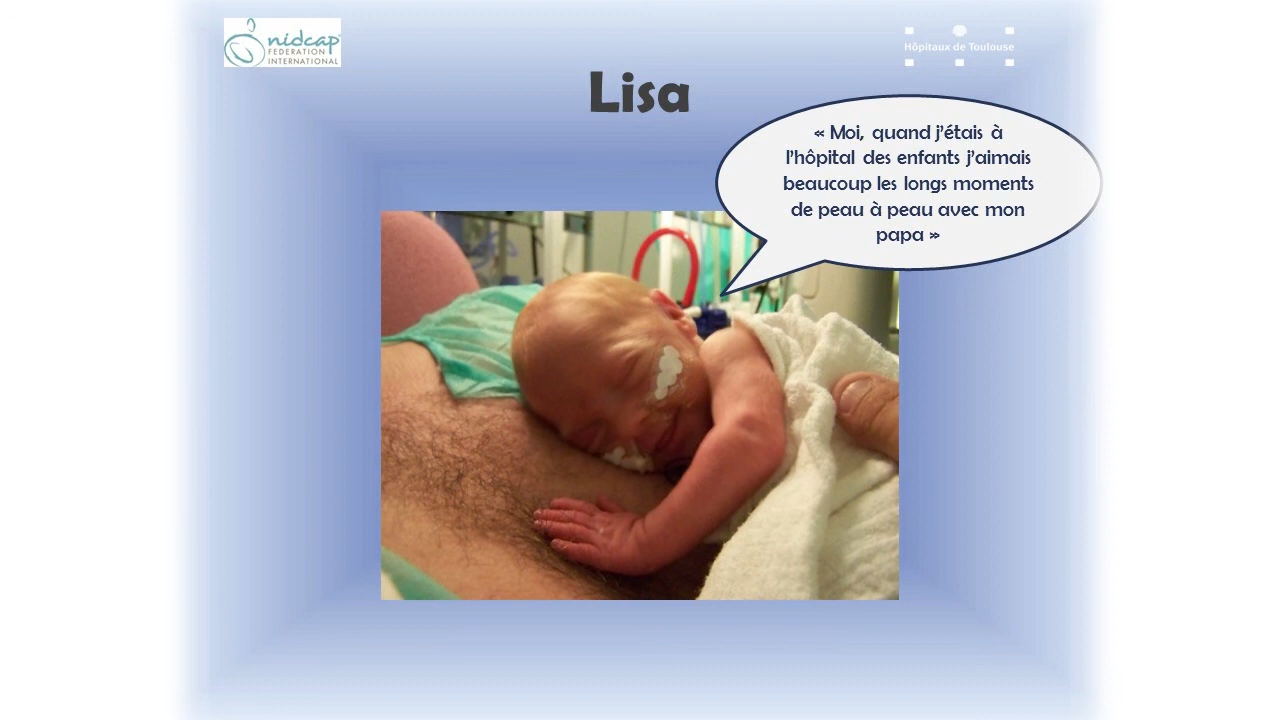 nidcap
FEDERATION
INTERNATIONAL
Hôpitaux de Toulouse
Lisa
« Moi, quand j'étais à
l'hôpital des enfants j'aimais
beaucoup les longs moments
de peau à peau avec mon
papa »